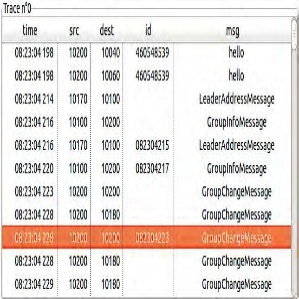 Trace n°0
time src dest id msg
08:23:04 198 10200 10040 460548539 hello
08:23:04 198 10200 10060 460548539 hello
08:23:04 214 10170 10100 LeaderAddressMessage
08:23:04 216 10100 10200 GroupInfoMessage
08:23:04 216 10170 10100 082304215 LeaderAddressMessage
08:23:04 220 10100 10200 082304217 GroupInfoMessage
08:23:04 223 10200 10200 GroupChangeMessage
08:23:04 228 10200 10180 GroupChangeMessage
08:23:04 228 10200 10200 082304223 GroupChangeMessage
08:23:04 228 10200 10180 GroupChangeMessage
08:23:04 229 10200 10180 GroupChangeMessage